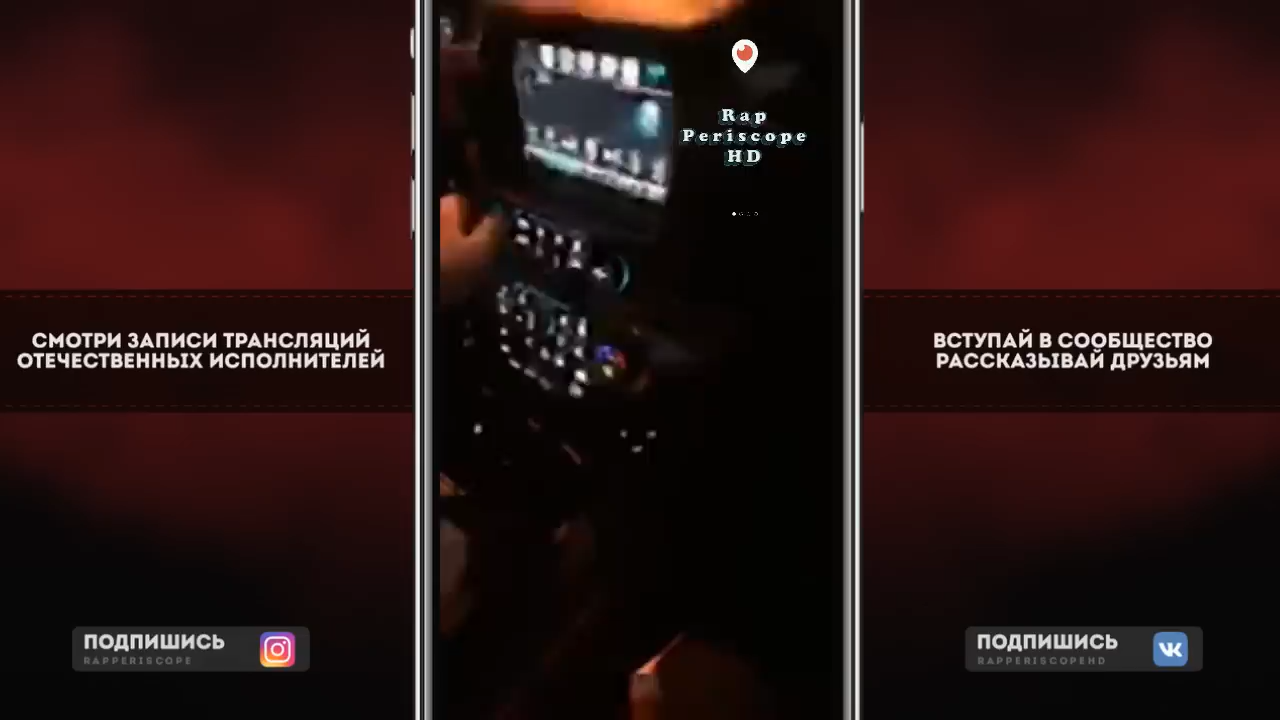 Rap
Periscope
HD
СМОТРИ ЗАПИСИ ТРАНСЛЯЦИЙ
ОТЕЧЕСТВЕННЫХ ИСПОЛНИТЕЛЕЙ
ВСТУПАЙ В СООБЩЕСТВО
РАССКАЗЫВАЙ ДРУЗЬЯМ
ПОДПИШИСЬ
RAPPERISCOPE
ПОДПИШИСЬ
RAPPERISCOPEHD